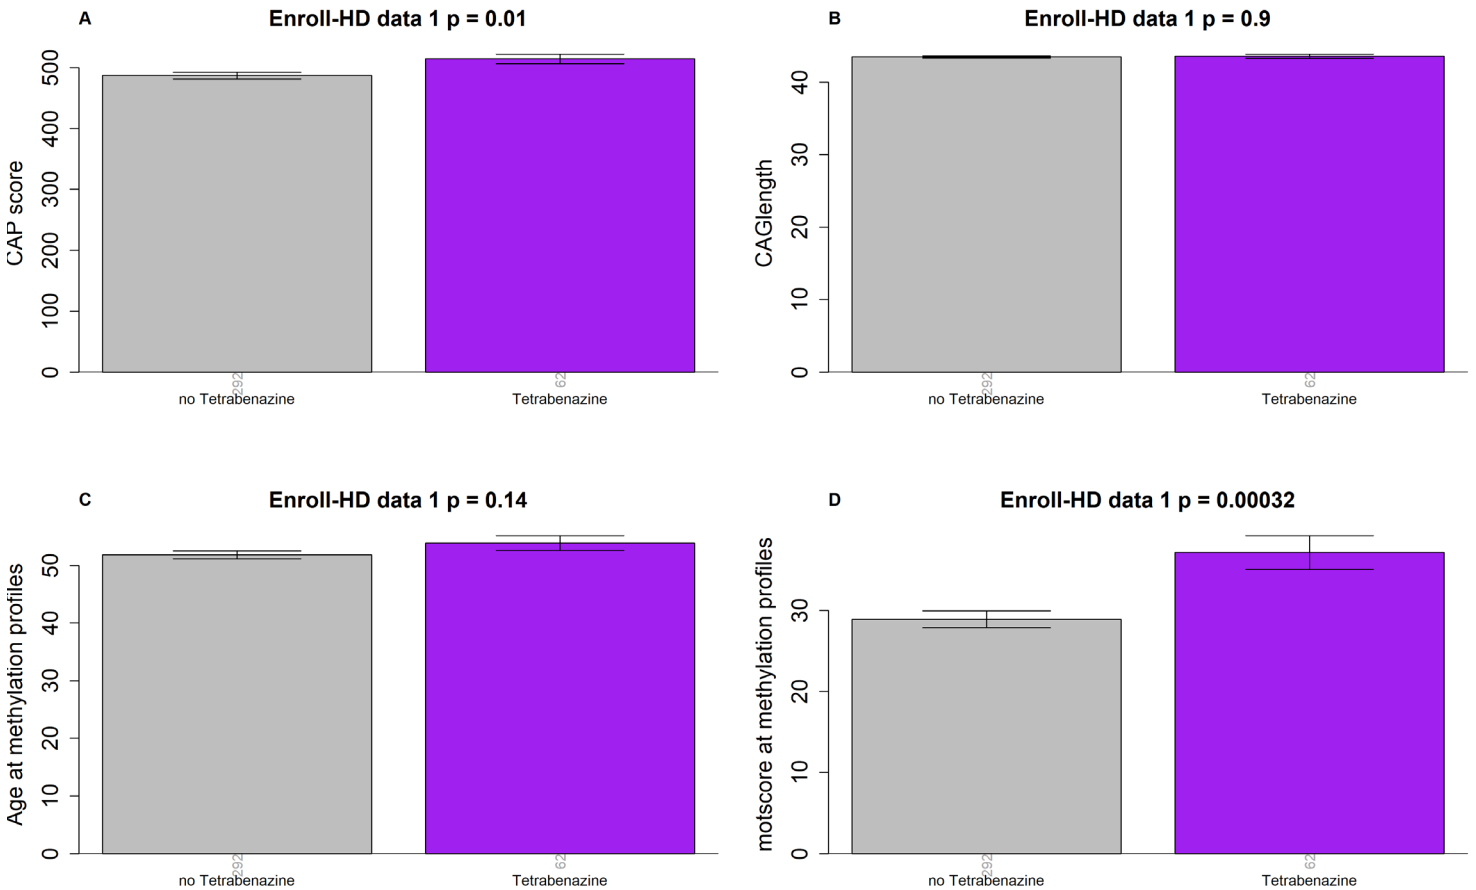 A
Enroll-HD data 1 p = 0.01
CAP score
500
400
300
200
100
0
292
62
no Tetrabenazine
Tetrabenazine
B
Enroll-HD data 1 p = 0.9
CAGlength
40
30
20
10
0
292
62
no Tetrabenazine
Tetrabenazine
C
Enroll-HD data 1 p = 0.14
Age at methylation profiles
50
40
30
20
10
0
292
62
no Tetrabenazine
Tetrabenazine
D
Enroll-HD data 1 p = 0.00032
motscore at methylation profiles
30
20
10
0
292
62
no Tetrabenazine
Tetrabenazine